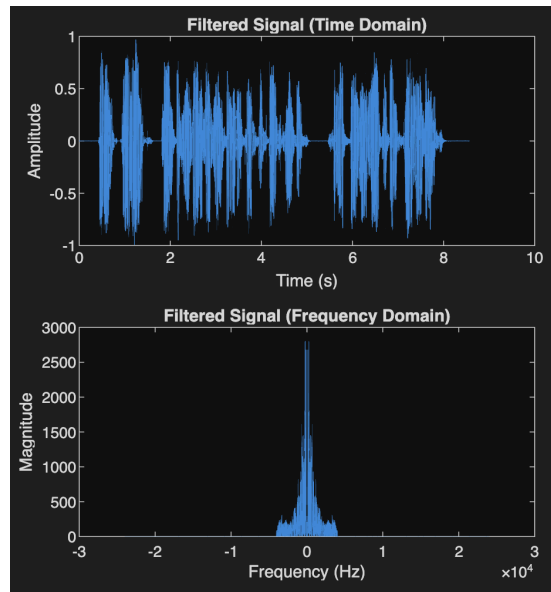 Filtered Signal (Time Domain)
1
0.5
0
-0.5
-1
Amplitude
0 2 4 6 8 10
Time (s)
Filtered Signal (Frequency Domain)
3000
2500
2000
1500
1000
500
0
Magnitude
-3 -2 -1 0 1 2 3
Frequency (Hz)
×10⁴